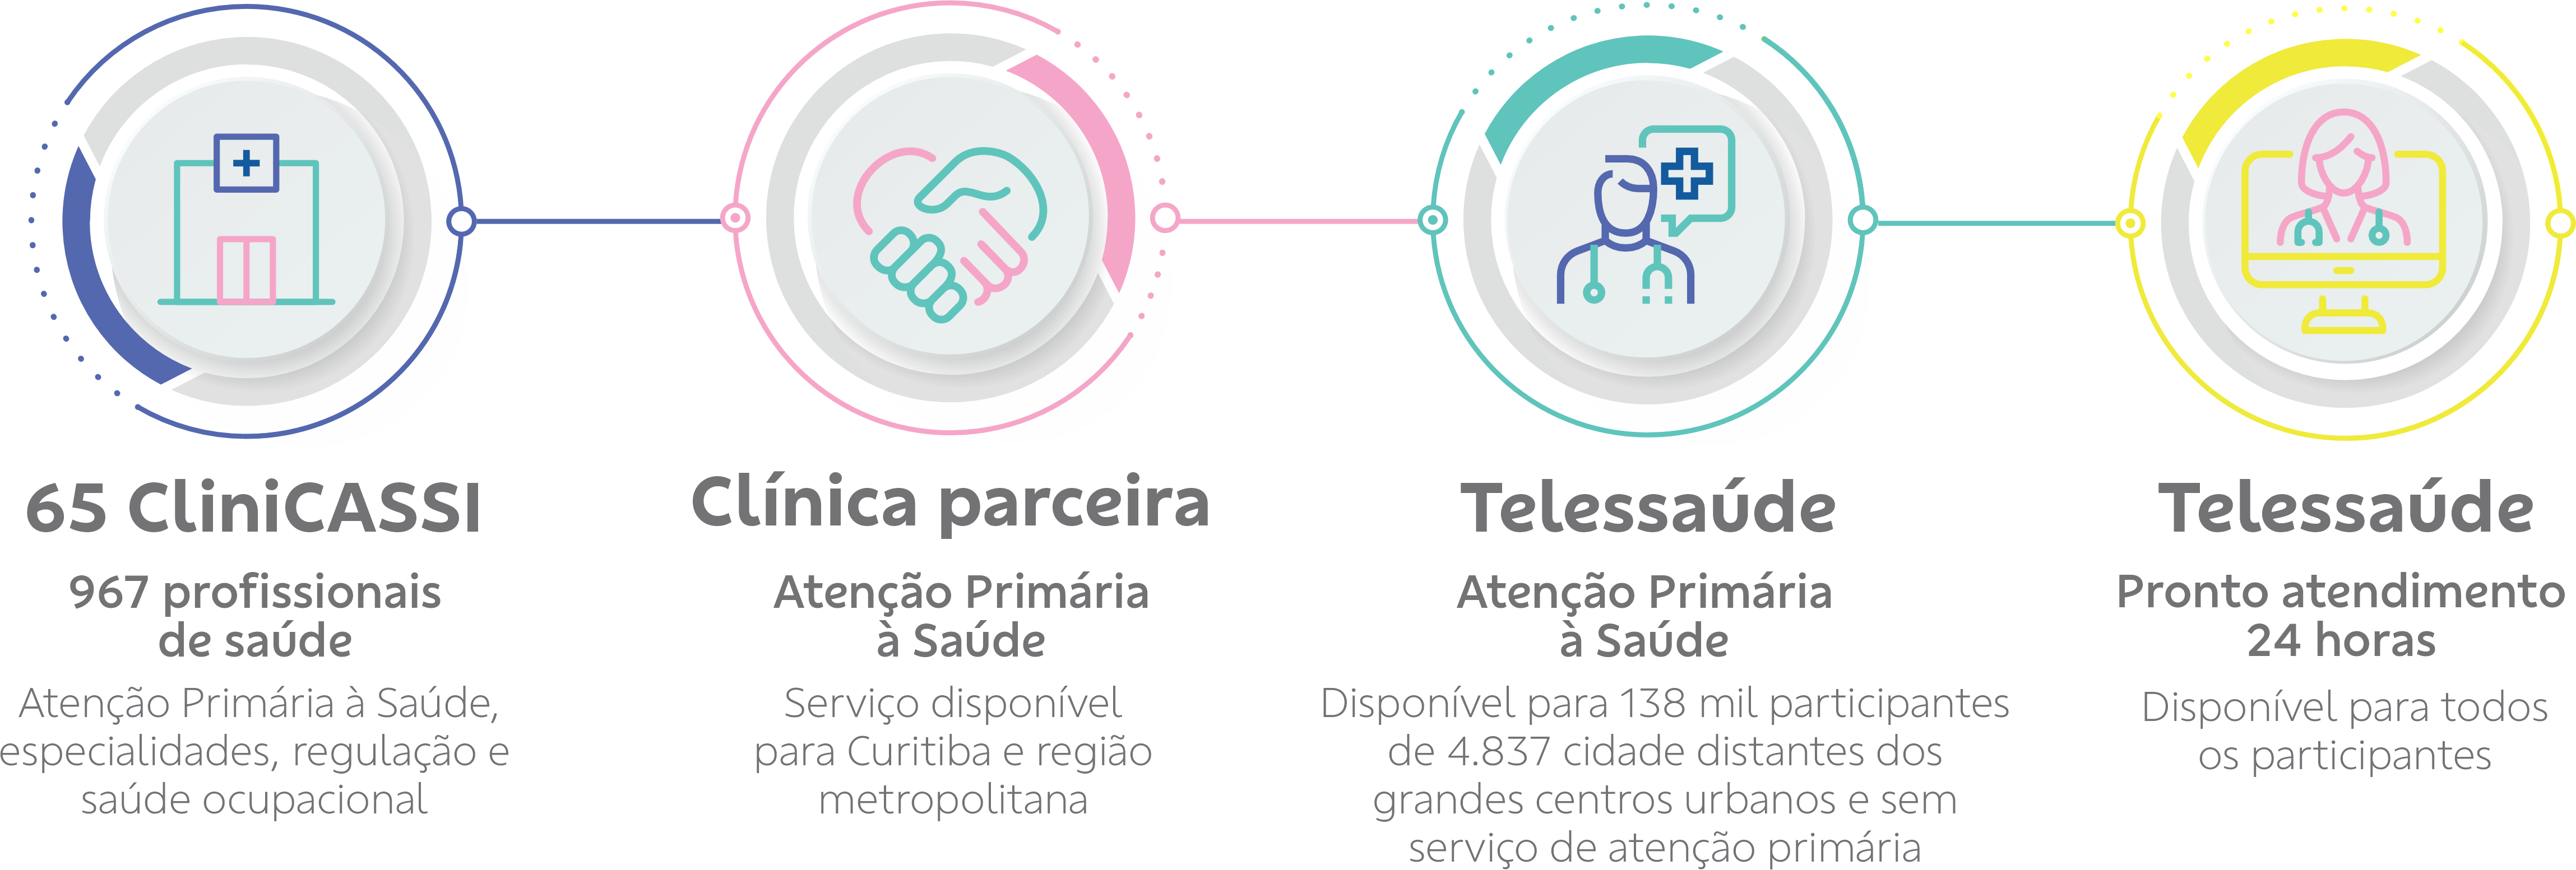 65 CliniCASSI
967 profissionais
de saúde
Atenção Primária à Saúde,
especialidades, regulação e
saúde ocupacional
Clínica parceira
Atenção Primária
à Saúde
Serviço disponível
para Curitiba e região
metropolitana
Telessaúde
Atenção Primária
à Saúde
Disponível para 138 mil participantes
de 4.837 cidade distantes dos
grandes centros urbanos e sem
serviço de atenção primária
Telessaúde
Pronto atendimento
24 horas
Disponível para todos
os participantes